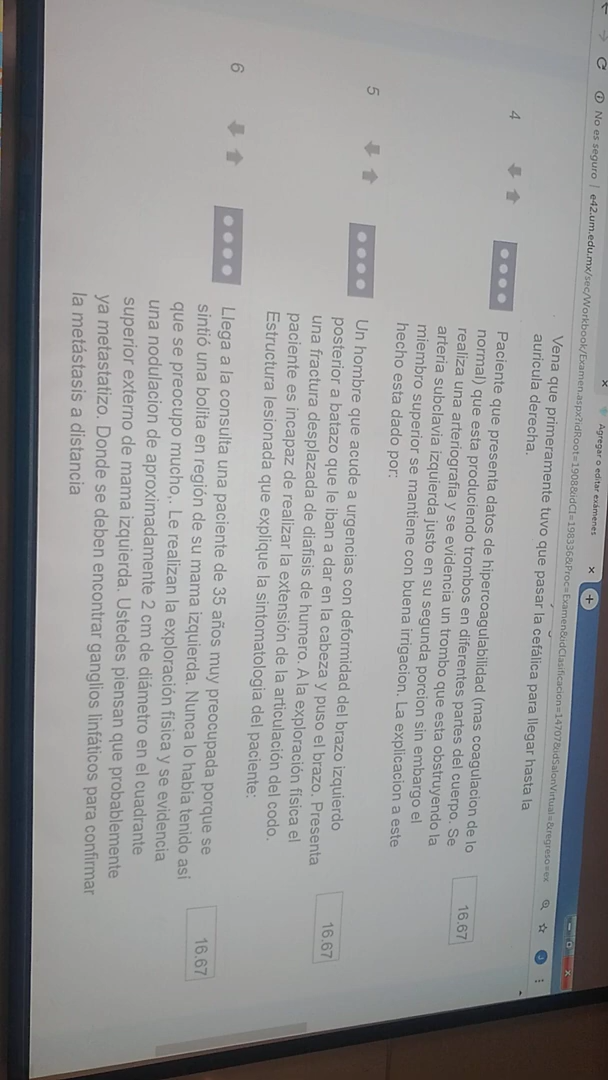 Agregar o editar exámenes
No es seguro | e42.um.edu.mx/sec/Workbook/Examen.aspx?idRoot=1908&idCI=198336&Proc=Examen&idClasificacion=14707&idSalonVirtual=&regreso=ex
Vena que primeramente tuvo que pasar la cefálica para llegar hasta la
auricula derecha.
4
Paciente que presenta datos de hipercoagulabilidad (mas coagulacion de lo
normal) que esta produciendo trombos en diferentes partes del cuerpo. Se
realiza una arteriografía y se evidencia un trombo que esta obstruyendo la
arteria subclavia izquierda justo en su segunda porcion sin embargo el
miembro superior se mantiene con buena irrigacion. La explicacion a este
hecho esta dado por:
16.67
5
Un hombre que acude a urgencias con deformidad del brazo izquierdo
posterior a batazo que le iban a dar en la cabeza y puso el brazo. Presenta
una fractura desplazada de diafisis de humero. A la exploración física el
paciente es incapaz de realizar la extensión de la articulación del codo.
Estructura lesionada que explique la sintomatologia del paciente:
16.67
6
Llega a la consulta una paciente de 35 años muy preocupada porque se
sintió una bolita en región de su mama izquierda. Nunca lo había tenido asi
que se preocupo mucho,. Le realizan la exploración física y se evidencia
una nodulacion de aproximadamente 2 cm de diámetro en el cuadrante
superior externo de mama izquierda. Ustedes piensan que probablemente
ya metastatizo. Donde se deben encontrar ganglios linfáticos para confirmar
la metástasis a distancia
16.67